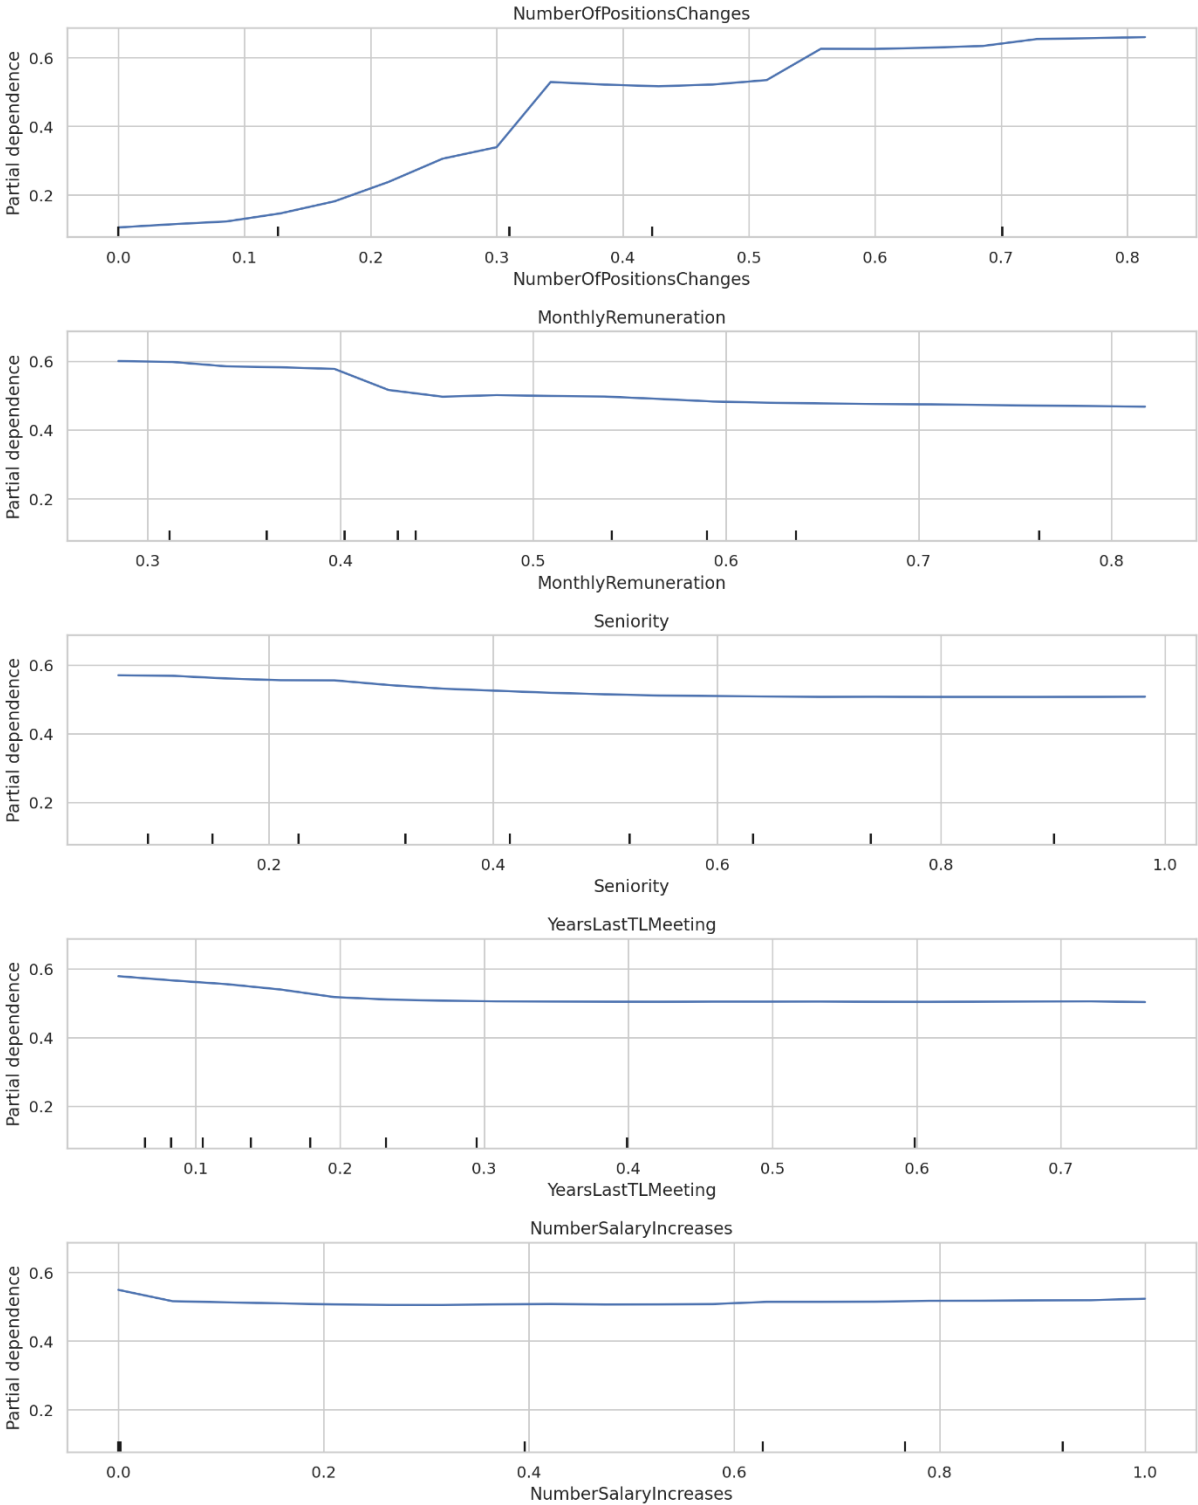 NumberOfPositionsChanges
Partial dependence
0.6
0.4
0.2
0.0 0.1 0.2 0.3 0.4 0.5 0.6 0.7 0.8
NumberOfPositionsChanges
MonthlyRemuneration
Partial dependence
0.6
0.4
0.2
0.3 0.4 0.5 0.6 0.7 0.8
MonthlyRemuneration
Seniority
Partial dependence
0.6
0.4
0.2
0.2 0.4 0.6 0.8 1.0
Seniority
YearsLastTLMeeting
Partial dependence
0.6
0.4
0.2
0.1 0.2 0.3 0.4 0.5 0.6 0.7
YearsLastTLMeeting
NumberSalaryIncreases
Partial dependence
0.6
0.4
0.2
0.0 0.2 0.4 0.6 0.8 1.0
NumberSalaryIncreases